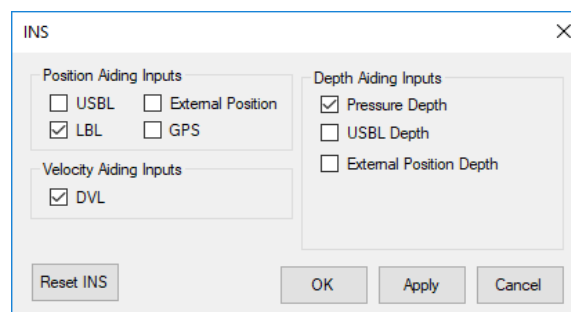 INS
Position Aiding Inputs
USBL External Position
LBL GPS
Velocity Aiding Inputs
DVL
Depth Aiding Inputs
Pressure Depth
USBL Depth
External Position Depth
Reset INS OK Apply Cancel